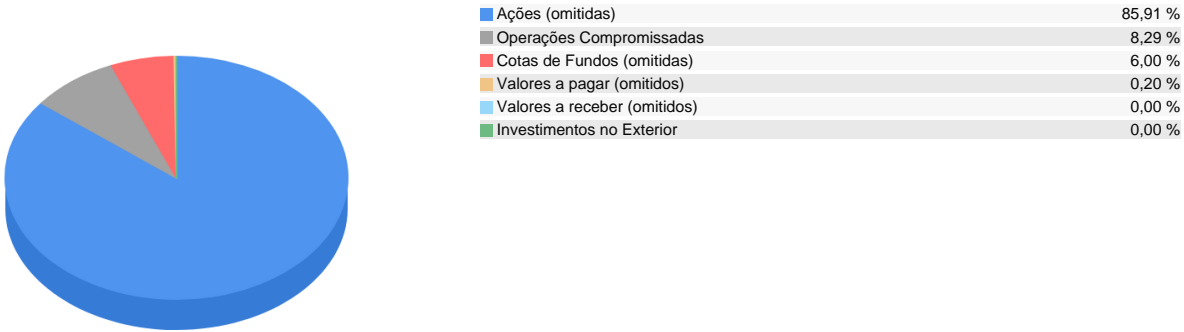 Ações (omitidas) 85,91 %
Operações Compromissadas 8,29 %
Cotas de Fundos (omitidas) 6,00 %
Valores a pagar (omitidos) 0,20 %
Valores a receber (omitidos) 0,00 %
Investimentos no Exterior 0,00 %